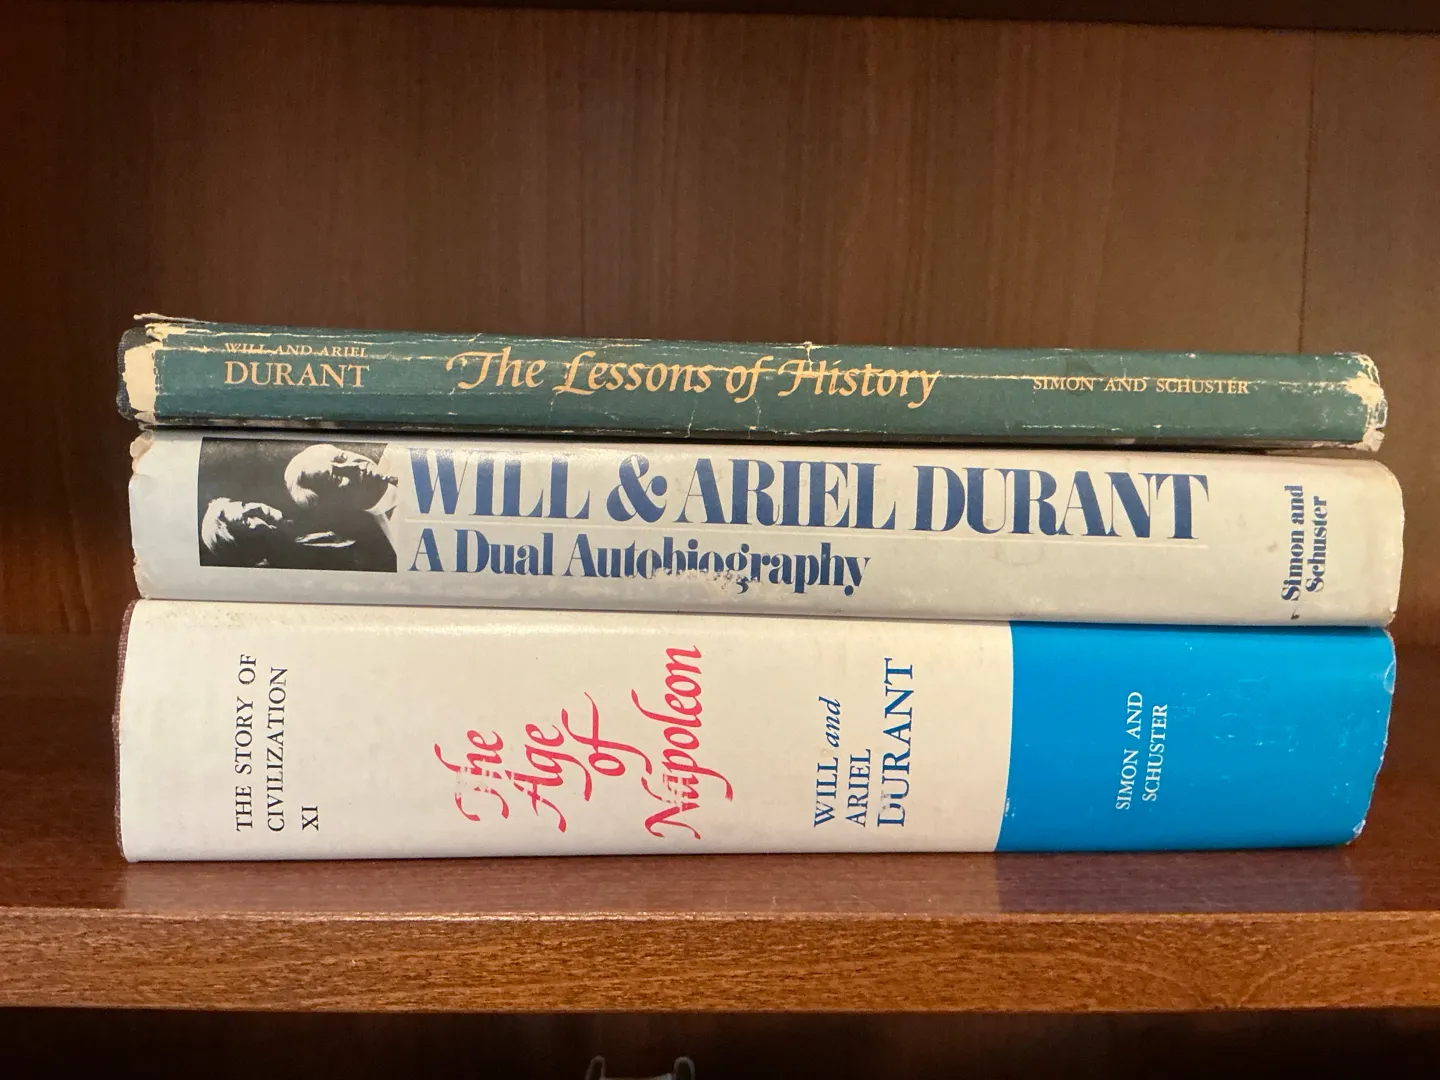 WILL AND ARIEL
DURANT
The Lessons of History
SIMON AND SCHUSTER
WILL & ARIEL DURANT
A Dual Autobiography
Simon and
Schuster
THE STORY OF
CIVILIZATION
XI
The
Age
of
Napoleon
WILL and
ARIEL
DURANT
SIMON AND
SCHUSTER